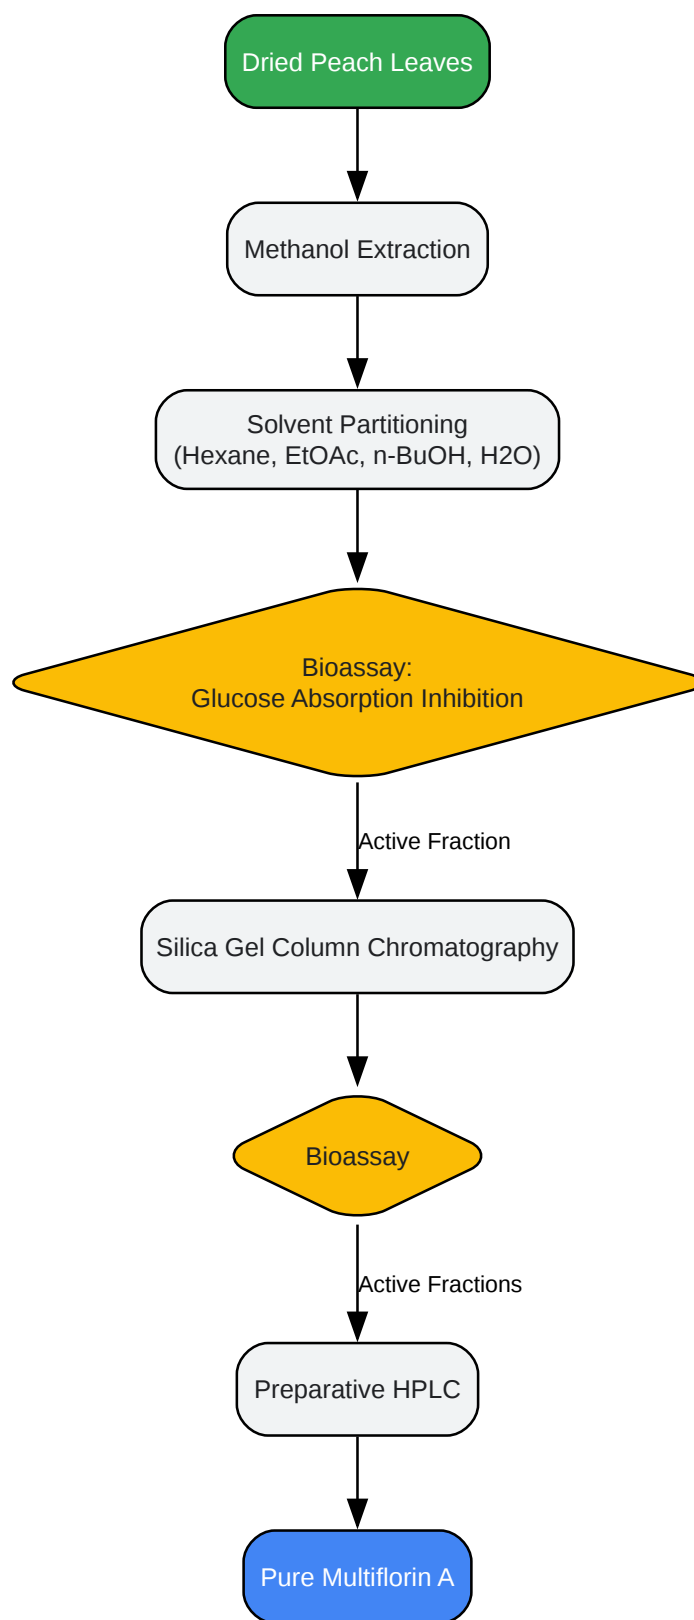 Dried Peach Leaves
Methanol Extraction
Solvent Partitioning
(Hexane, EtOAc, n-BuOH, H2O)
Bioassay:
Glucose Absorption Inhibition
Active Fraction
Silica Gel Column Chromatography
Bioassay
Active Fractions
Preparative HPLC
Pure Multiflorin A